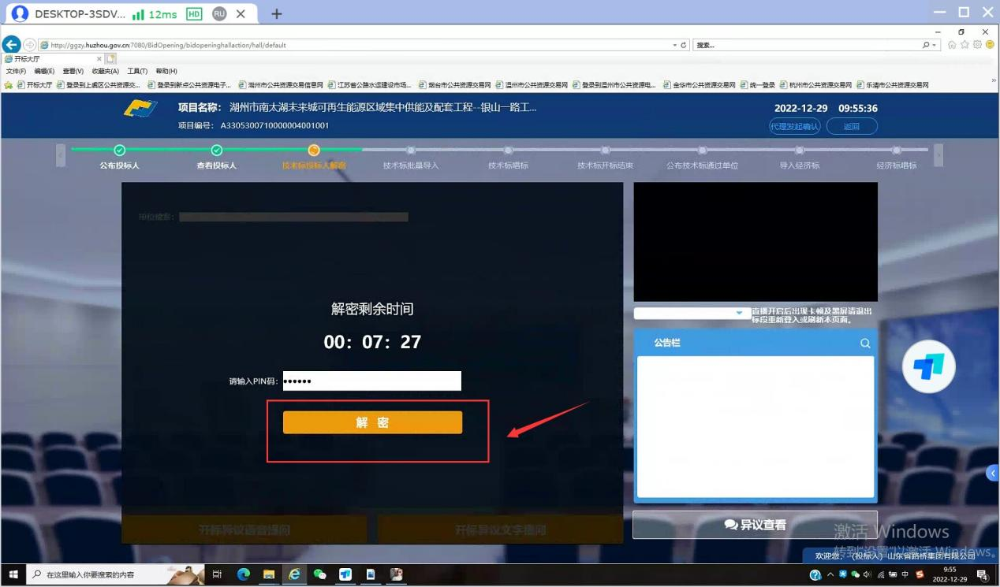 DESKTOP-3SDV... 12ms HD RU
http://ggzy.huzhou.gov.cn:7080/BidOpening/bidopeninghallaction/hall/default
搜索...
开标大厅
文件(F) 编辑(E) 查看(V) 收藏夹(A) 工具(T) 帮助(H)
开标大厅 登录到上虞区公共资源交... 登录到新点公共资源电子... 湖州市公共资源交易信息网 江苏省公路水运建设市场... 烟台市公共资源交易网 温州市公共资源交易网 登录到温州市公共资源电... 金华市公共资源交易网 统一登录 杭州市公共资源交易网 乐清市公共资源交易网
项目名称： 湖州市南太湖未来城可再生能源区域集中供能及配套工程--银山一路工...
项目编号： A3305300710000004001001
2022-12-29 09:55:36
代理发起确认 返回
公布投标人 查看投标人 技术标投标人解密 技术标批量导入 技术标唱标 技术标开标结束 公布技术标通过单位 导入经济标 经济标唱标
单位搜索：
解密剩余时间
00：07：27
请输入PIN码：
解 密
开标异议语音提问 开标异议文字提问
直播开启后出现卡顿及黑屏请退出
标段重新登入或刷新本页面。
公告栏
异议查看
激活 Windows
转到"设置"以激活 Windows。
欢迎您，（投标人）山东省路桥集团有限公司
在这里输入你要搜索的内容
中
9:55
2022-12-29
4